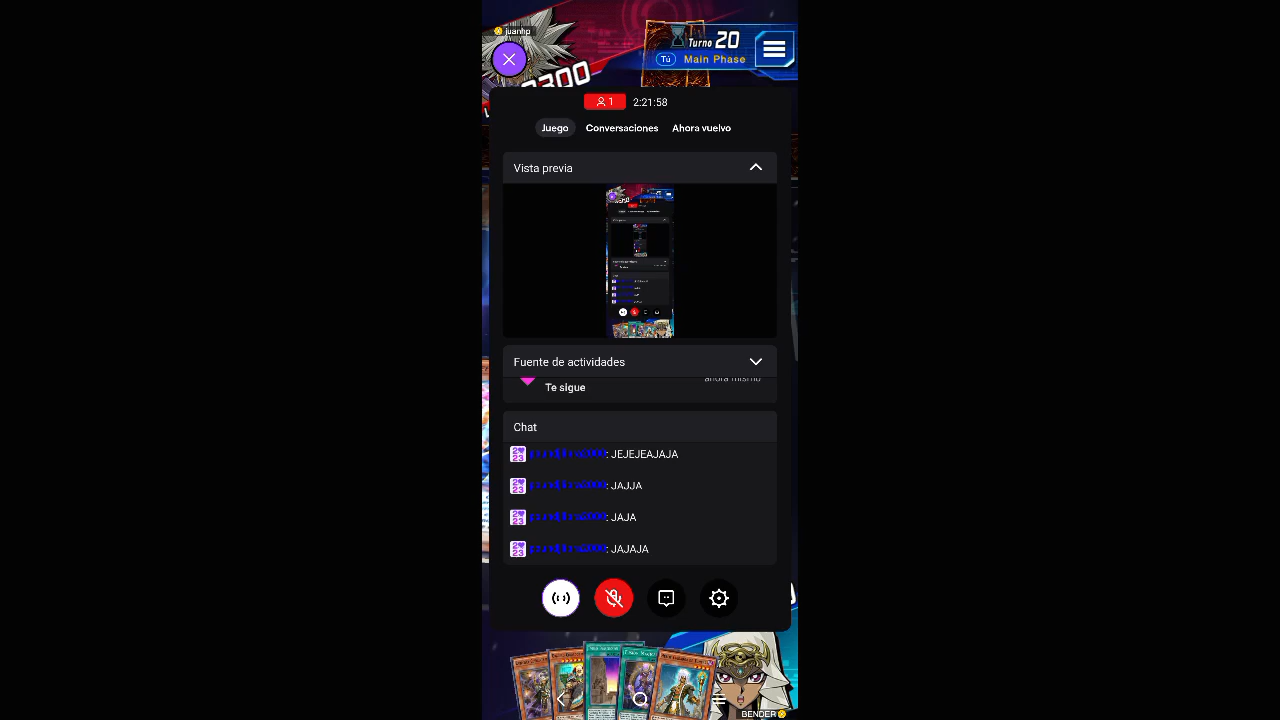 juanhp
Turno 20
Tú Main Phase
1 2:21:58
Juego Conversaciones Ahora vuelvo
Vista previa
Fuente de actividades
ahora mismo
Te sigue
Chat
: JEJEJEAJAJA
: JAJJA
: JAJA
: JAJAJA
BENDER